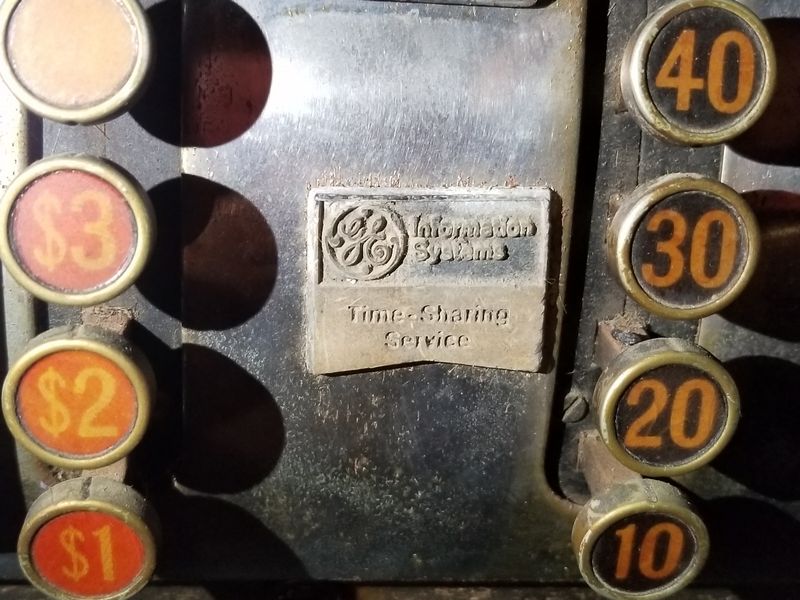 40
$3
30
GE Information
Systems
Time-Sharing
Service
$2
20
$1
10